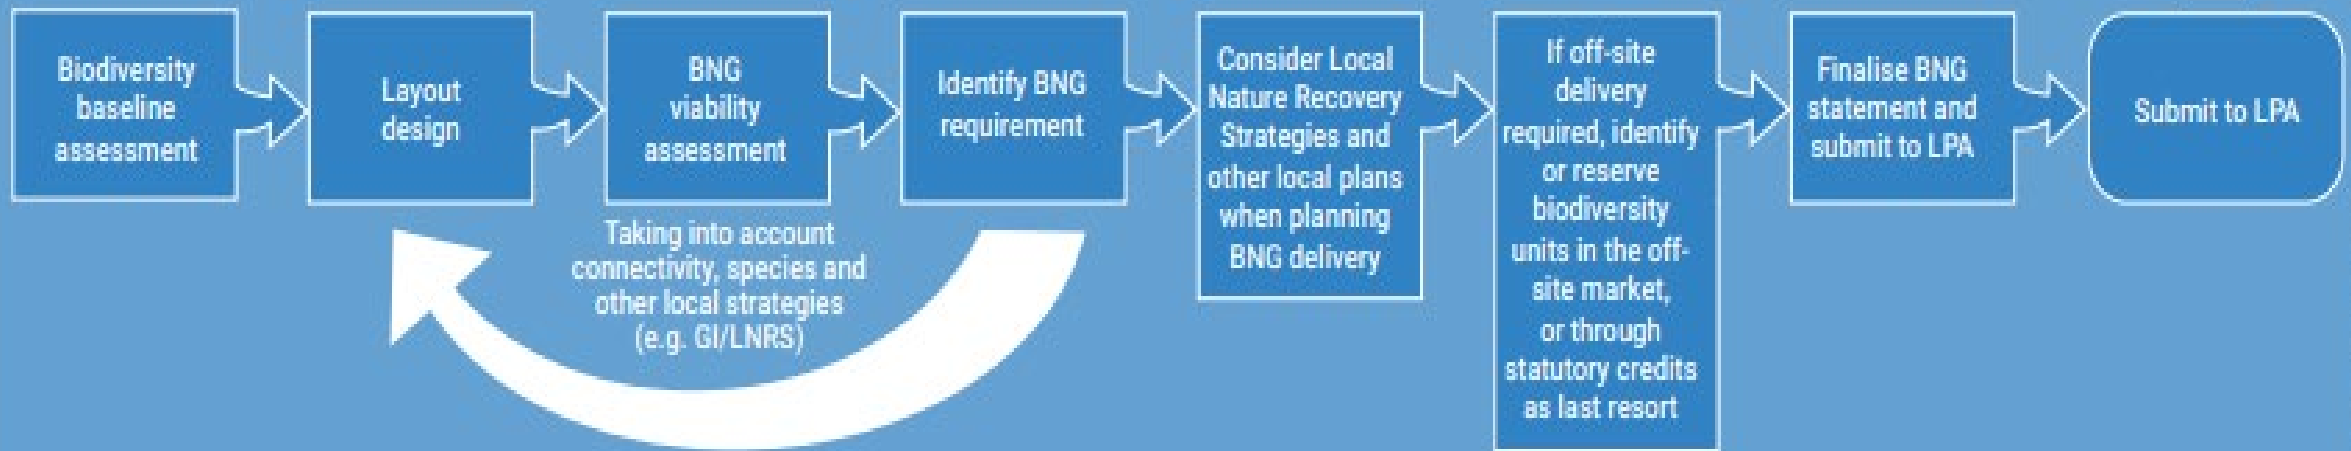 Biodiversity
baseline
assessment
Layout
design
BNG
viability
assessment
Taking into account
connectivity, species and
other local strategies
(e.g. GI/LNRS)
Identify BNG
requirement
Consider Local
Nature Recovery
Strategies and
other local plans
when planning
BNG delivery
If off-site
delivery
required, identify
or reserve
biodiversity
units in the off-
site market,
or through
statutory credits
as last resort
Finalise BNG
statement and
submit to LPA
Submit to LPA